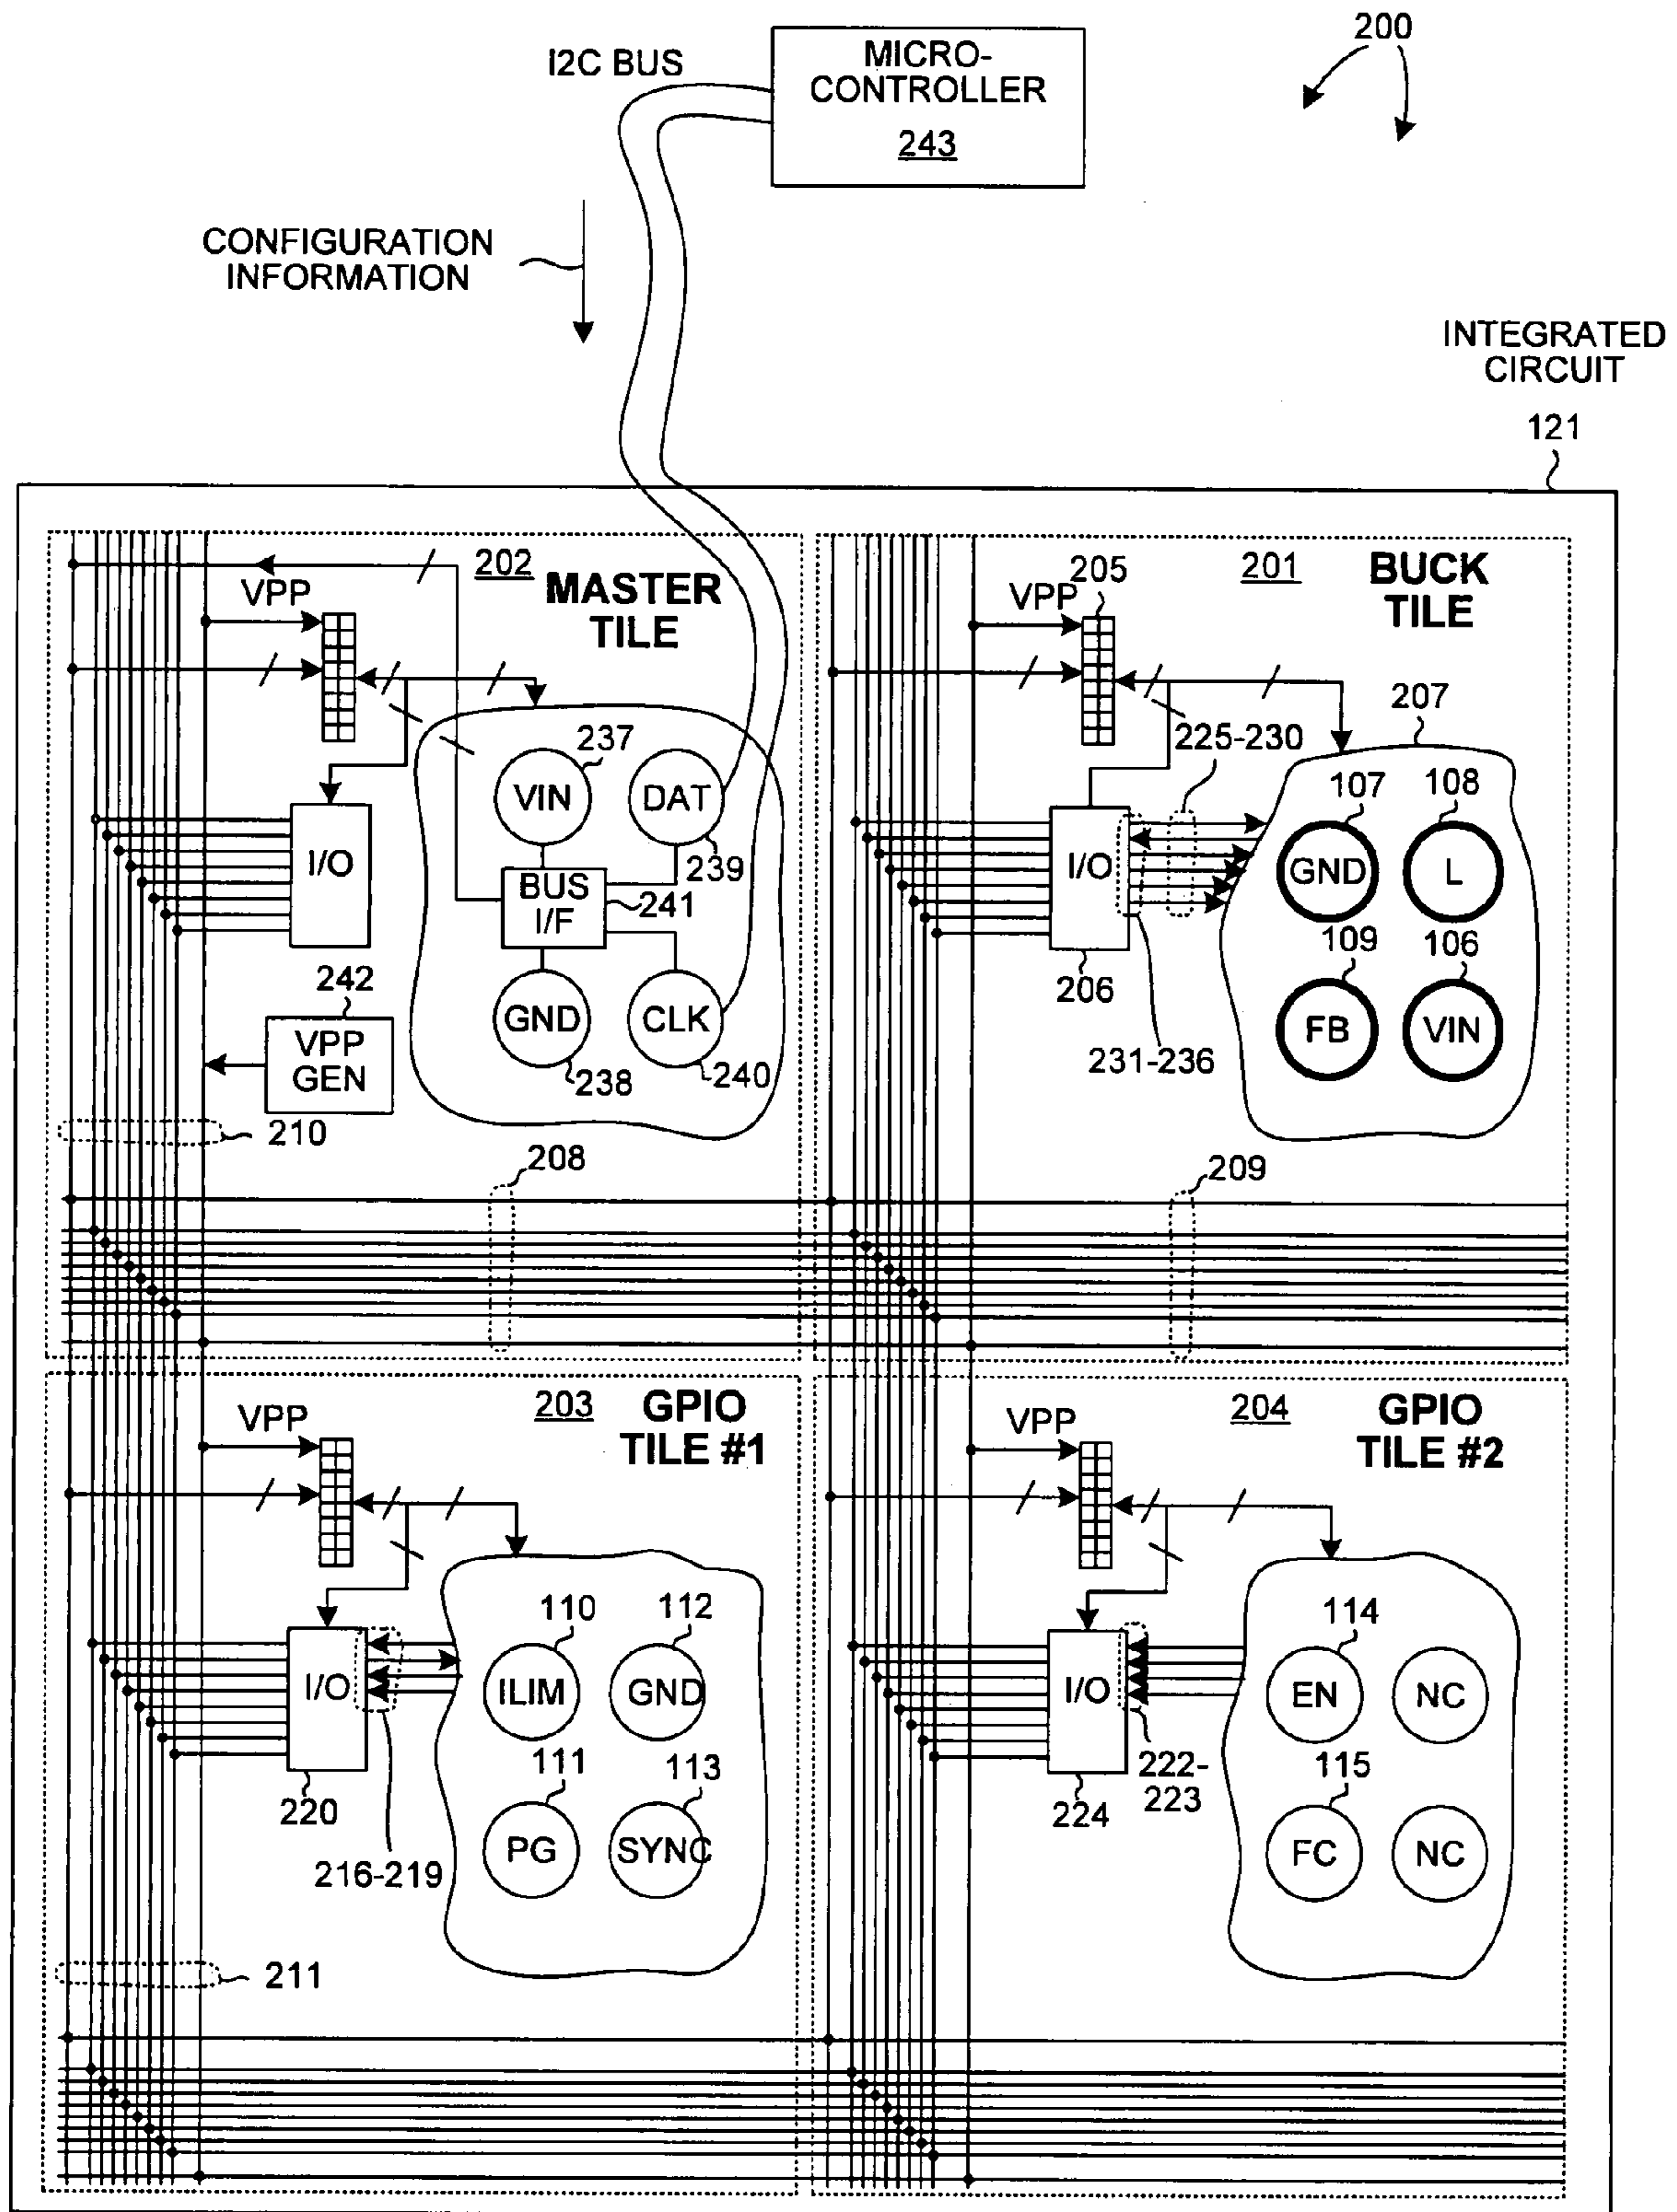 200
I2C BUS
MICRO-
CONTROLLER
243
CONFIGURATION
INFORMATION
INTEGRATED
CIRCUIT
121
202
MASTER
TILE
VPP
237
VIN
DAT
239
I/O
BUS
I/F
241
242
VPP
GEN
GND
238
CLK
240
210
208
205
201
BUCK
TILE
VPP
207
225-230
107
108
GND
L
I/O
109
106
206
FB
VIN
231-236
209
203
GPIO
TILE #1
VPP
110
112
ILIM
GND
I/O
111
113
220
PG
SYNC
216-219
211
204
GPIO
TILE #2
VPP
114
EN
NC
I/O
222-
223
115
224
FC
NC